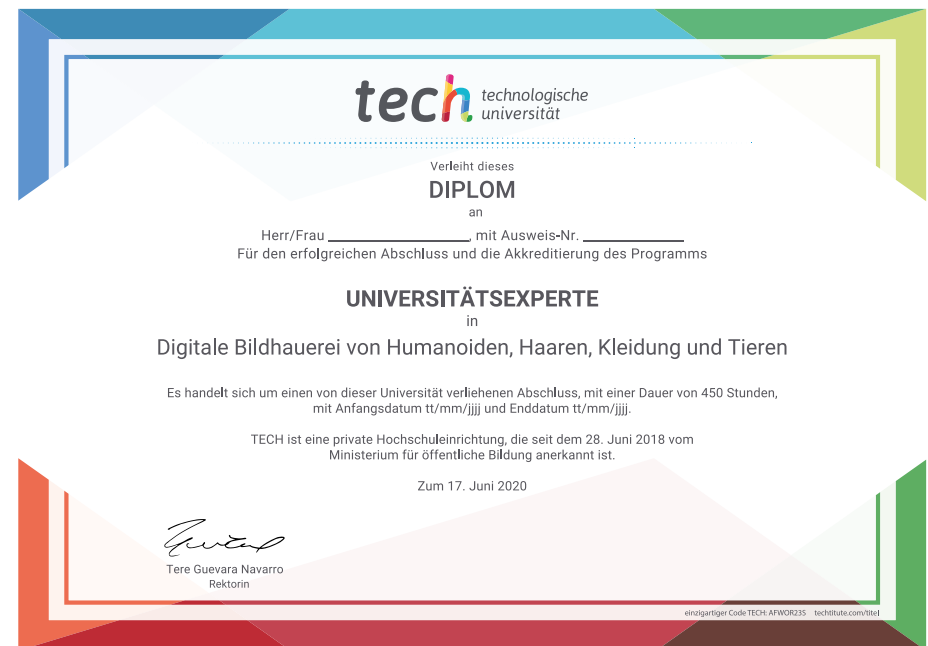 tech technologische
universität
Verleiht dieses
DIPLOM
an
Herr/Frau ____________, mit Ausweis-Nr. ____________
Für den erfolgreichen Abschluss und die Akkreditierung des Programms
UNIVERSITÄTSEXPERTE
in
Digitale Bildhauerei von Humanoiden, Haaren, Kleidung und Tieren
Es handelt sich um einen von dieser Universität verliehenen Abschluss, mit einer Dauer von 450 Stunden,
mit Anfangsdatum tt/mm/jjjj und Enddatum tt/mm/jjjj.
TECH ist eine private Hochschuleinrichtung, die seit dem 28. Juni 2018 vom
Ministerium für öffentliche Bildung anerkannt ist.
Zum 17. Juni 2020
Tere Guevara Navarro
Rektorin
einzigartiger Code TECH: AFWOR23S techtitute.com/titel